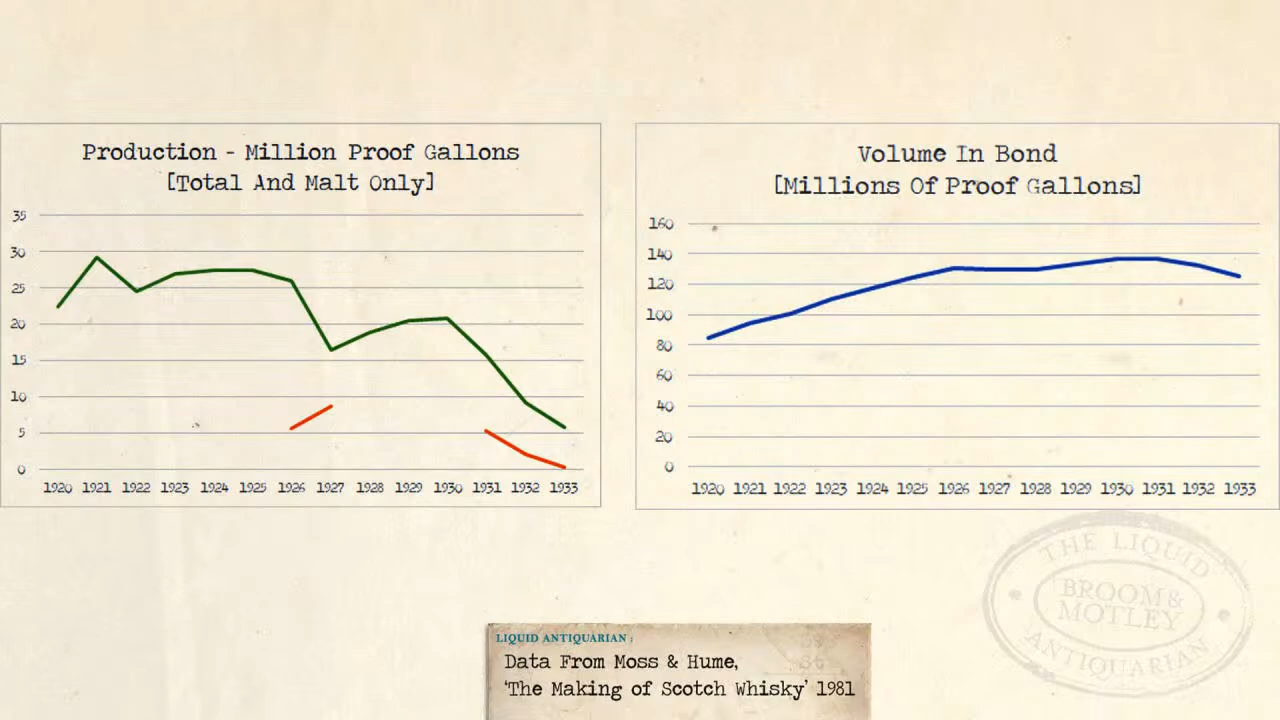 Production - Million Proof Gallons
[Total And Malt Only]
35
30
25
20
15
10
5
0
1920 1921 1922 1923 1924 1925 1926 1927 1928 1929 1930 1931 1932 1933
Volume In Bond
[Millions Of Proof Gallons]
160
140
120
100
80
60
40
20
0
1920 1921 1922 1923 1924 1925 1926 1927 1928 1929 1930 1931 1932 1933
THE LIQUID
BROOM &
MOTLEY
ANTIQUARIAN
LIQUID ANTIQUARIAN :
Data From Moss & Hume,
'The Making of Scotch Whisky' 1981